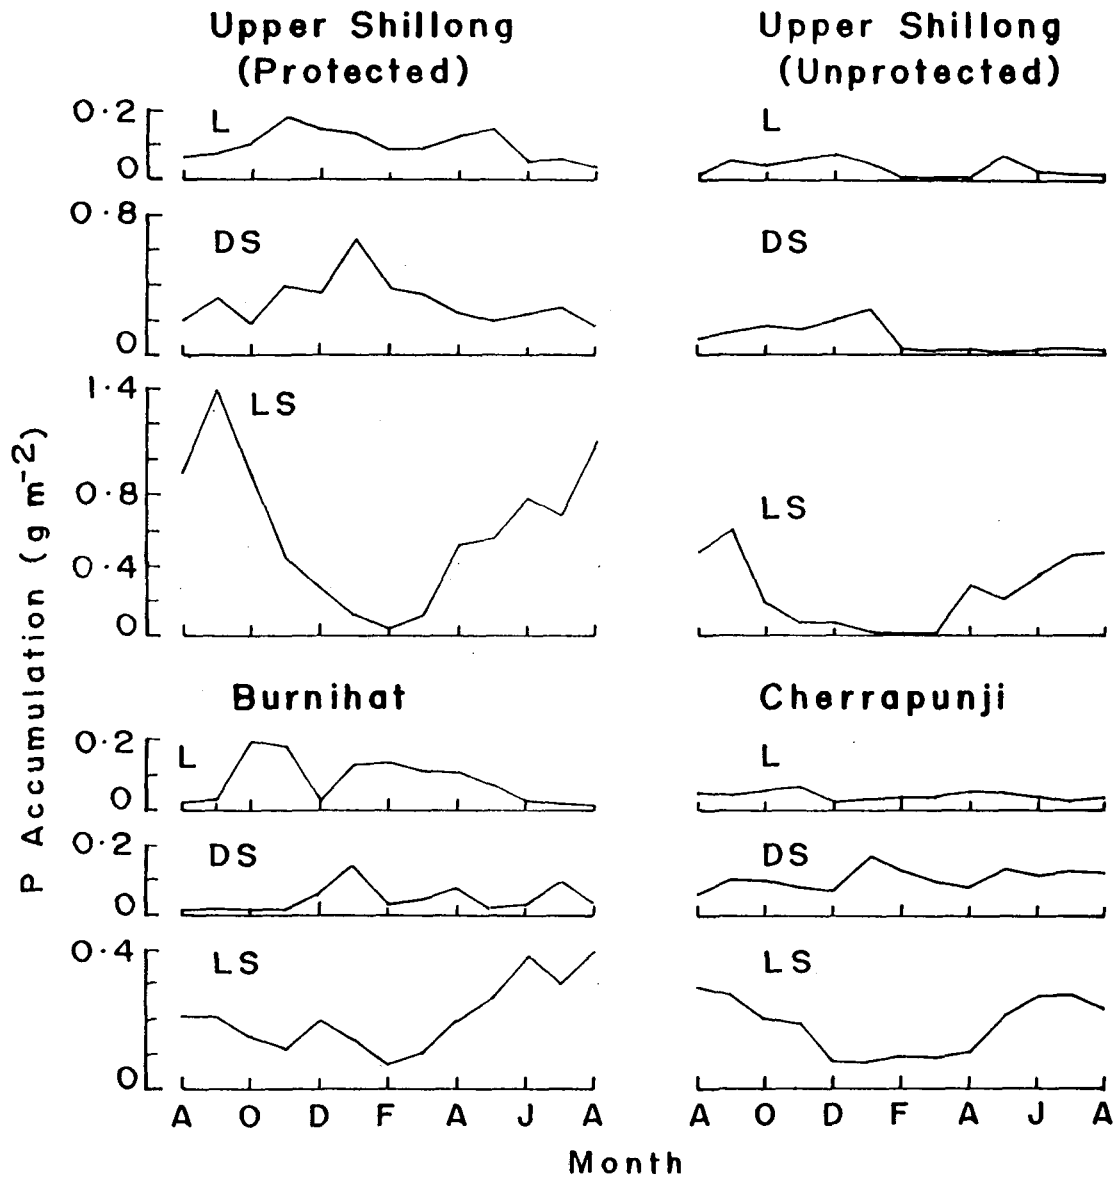 Upper Shillong
(Protected)
Upper Shillong
(Unprotected)
0·2
0
L
L
0·8
0
DS
DS
1·4
0·8
0·4
0
LS
LS
P Accumulation (g m-2)
Burnihat
Cherrapunji
0·2
0
L
L
0·2
0
DS
DS
0·4
0
LS
LS
A O D F A J A
A O D F A J A
Month